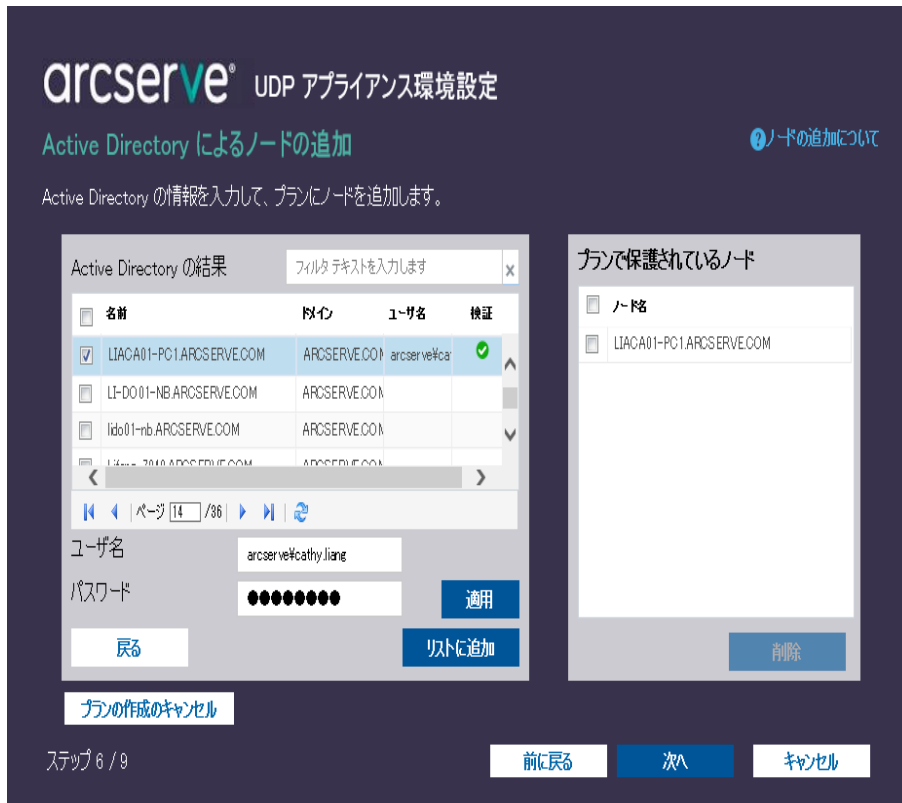 arcserve® UDP アプライアンス環境設定
Active Directory によるノードの追加
?ノードの追加について
Active Directory の情報を入力して、プランにノードを追加します。
Active Directory の結果
フィルタ テキストを入力します x
名前 ドメイン ユーザ名 検証
LIACA01-PC1.ARCSERVE.COM ARCSERVE.COM arcserve¥ca
LI-DO01-NB.ARCSERVE.COM ARCSERVE.COM
lido01-nb.ARCSERVE.COM ARCSERVE.COM
ページ 14 /36
ユーザ名 arcserve¥cathy.liang
パスワード ●●●●●●●●
適用
戻る リストに追加
プランで保護されているノード
ノード名
LIACA01-PC1.ARCSERVE.COM
削除
プランの作成のキャンセル
ステップ 6 / 9
前に戻る 次へ キャンセル